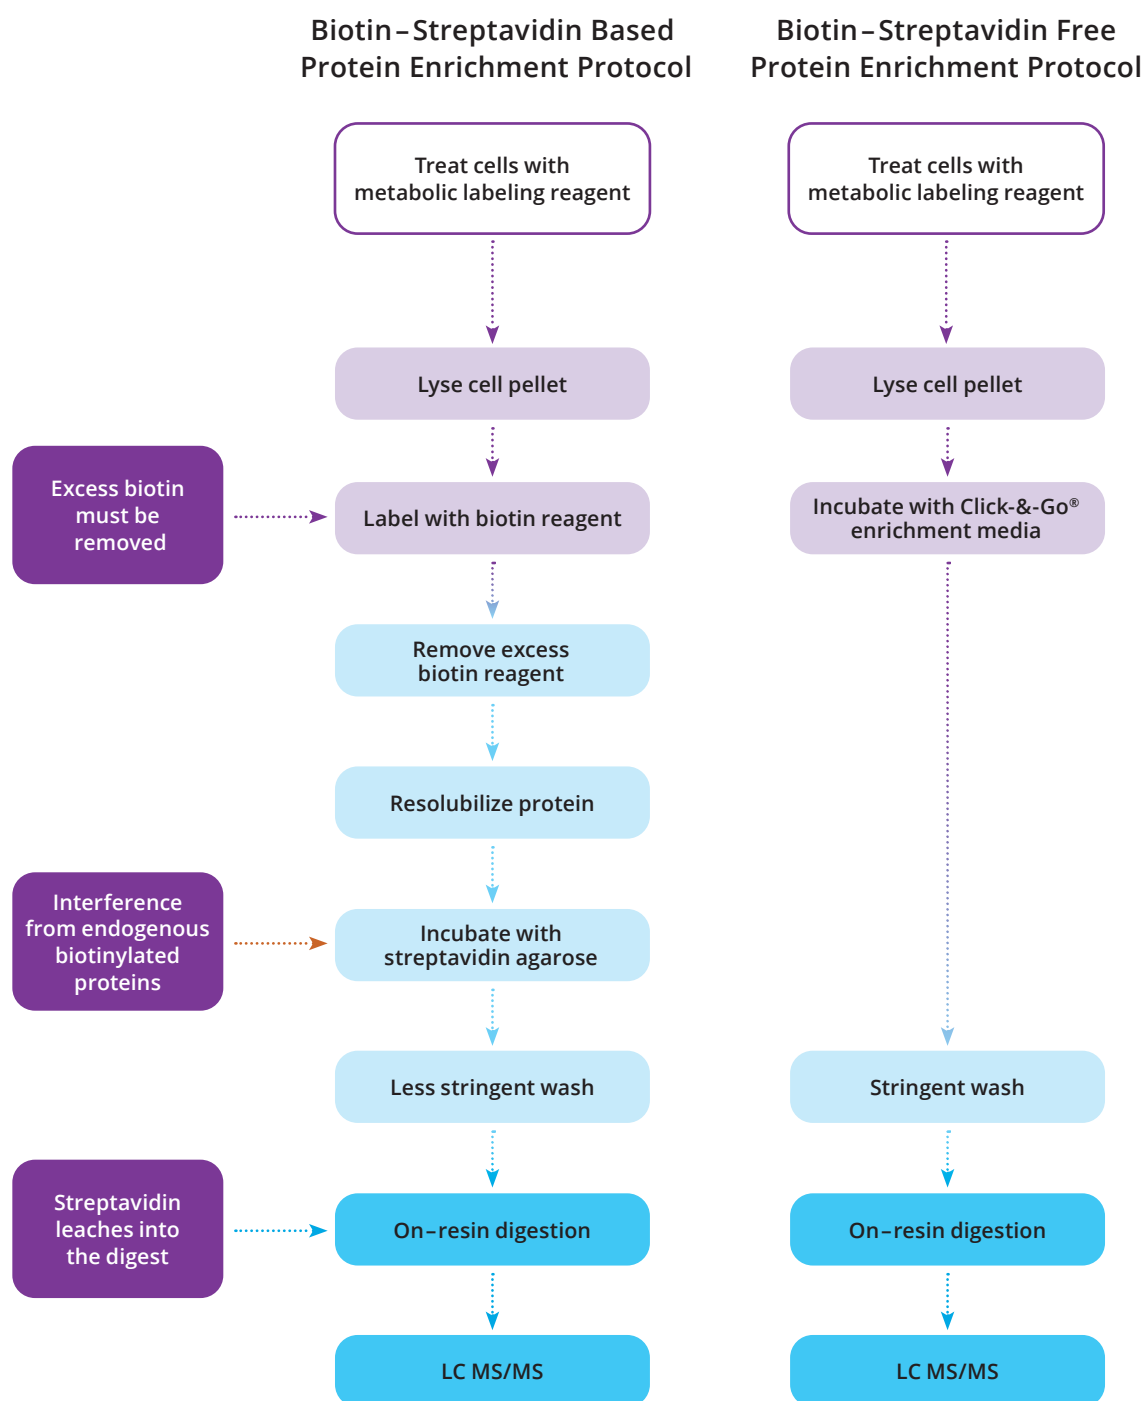 Biotin–Streptavidin Based
Protein Enrichment Protocol
Biotin–Streptavidin Free
Protein Enrichment Protocol
Treat cells with
metabolic labeling reagent
Treat cells with
metabolic labeling reagent
Lyse cell pellet
Lyse cell pellet
Excess biotin
must be
removed
Label with biotin reagent
Incubate with Click-&-Go®
enrichment media
Remove excess
biotin reagent
Resolubilize protein
Interference
from endogenous
biotinylated
proteins
Incubate with
streptavidin agarose
Less stringent wash
Stringent wash
Streptavidin
leaches into
the digest
On–resin digestion
On–resin digestion
LC MS/MS
LC MS/MS